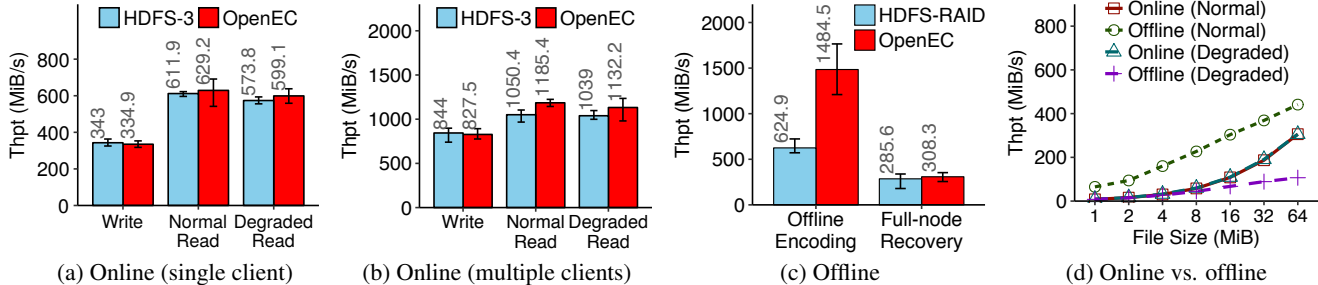 HDFS-3 OpenEC
Thpt (MiB/s)
800
600
400
200
0
343
334.9
611.9
629.2
573.8
599.1
Write
Normal Read
Degraded Read
(a) Online (single client)
HDFS-3 OpenEC
Thpt (MiB/s)
2000
1500
1000
500
0
844
827.5
1050.4
1185.4
1039
1132.2
Write
Normal Read
Degraded Read
(b) Online (multiple clients)
HDFS-RAID
OpenEC
Thpt (MiB/s)
2000
1500
1000
500
0
624.9
1484.5
285.6
308.3
Offline Encoding
Full-node Recovery
(c) Offline
Online (Normal)
Offline (Normal)
Online (Degraded)
Offline (Degraded)
Thpt (MiB/s)
800
600
400
200
0
1 2 4 8 16 32 64
File Size (MiB)
(d) Online vs. offline